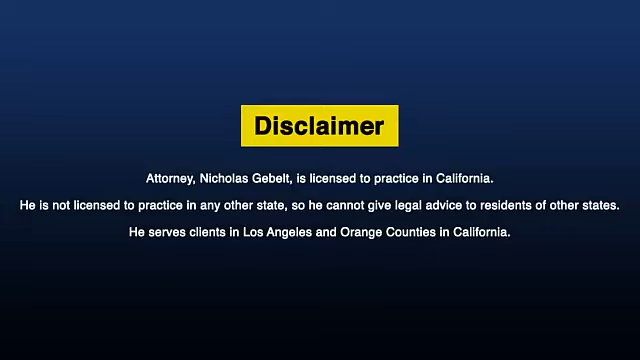 Disclaimer
Attorney, Nicholas Gebelt, is licensed to practice in California.
He is not licensed to practice in any other state, so he cannot give legal advice to residents of other states.
He serves clients in Los Angeles and Orange Counties in California.